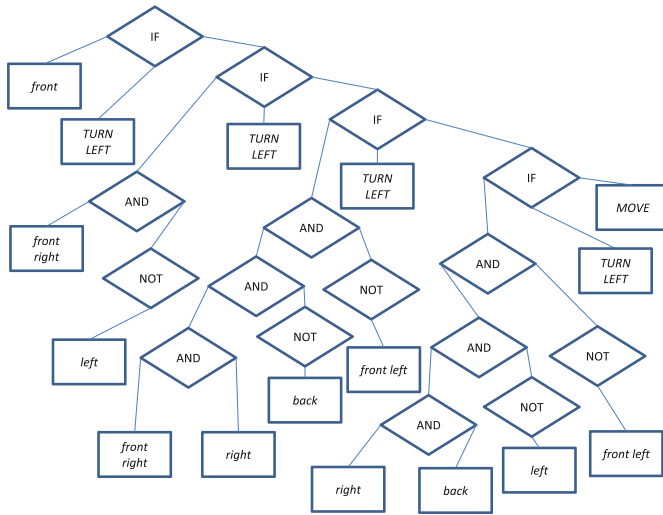 IF
IF
front
IF
TURN
LEFT
TURN
LEFT
IF
TURN
LEFT
AND
MOVE
AND
front
right
AND
TURN
LEFT
NOT
AND
NOT
NOT
AND
NOT
left
AND
front left
back
NOT
AND
front
right
right
front left
left
right
back